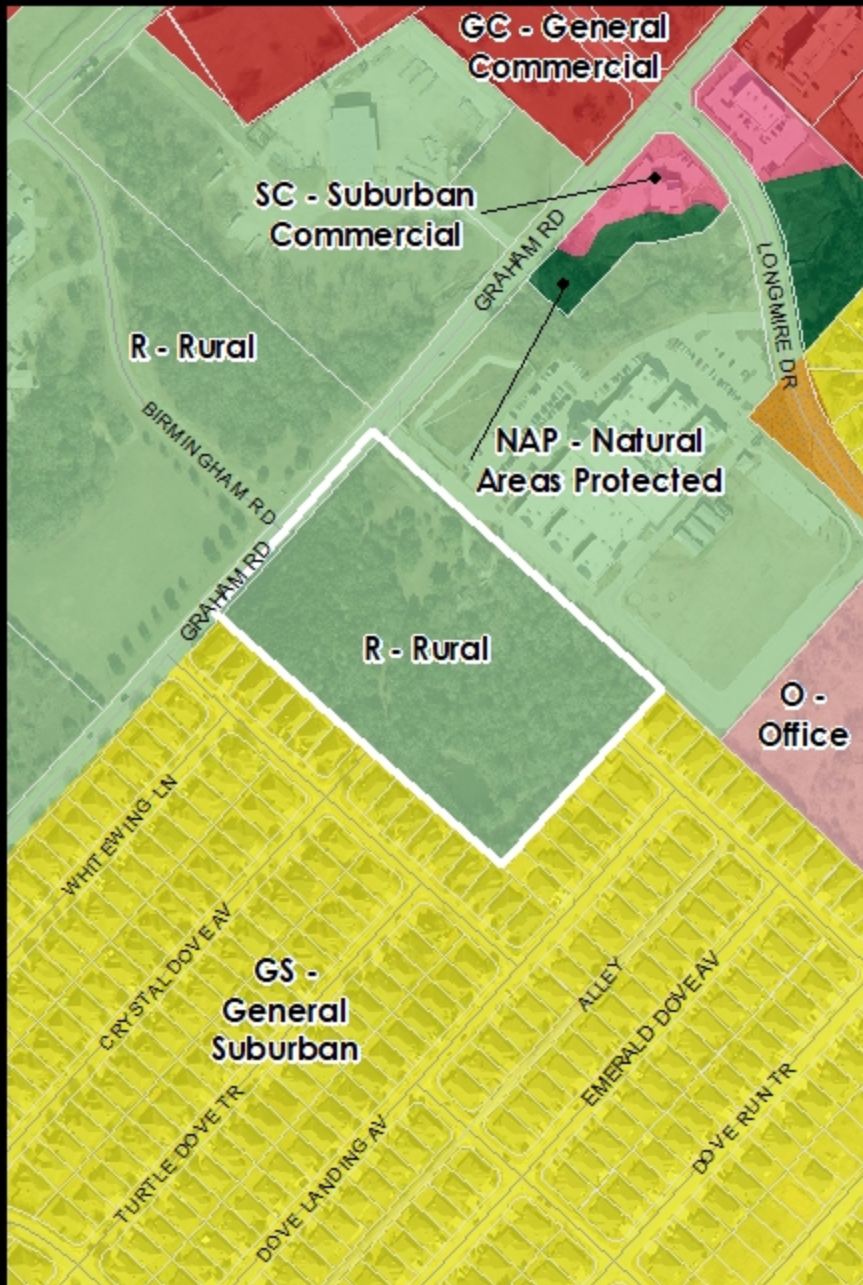 GC - General
Commercial
SC - Suburban
Commercial
GRAHAM RD
LONGMIRE DR
R - Rural
BIRMINGHAM RD
NAP - Natural
Areas Protected
GRAHAM RD
R - Rural
O -
Office
WHITEWING LN
CRYSTAL DOVE AV
GS -
General
Suburban
ALLEY
EMERALD DOVE AV
TURTLE DOVE TR
DOVE LANDING AV
DOVE RUN TR